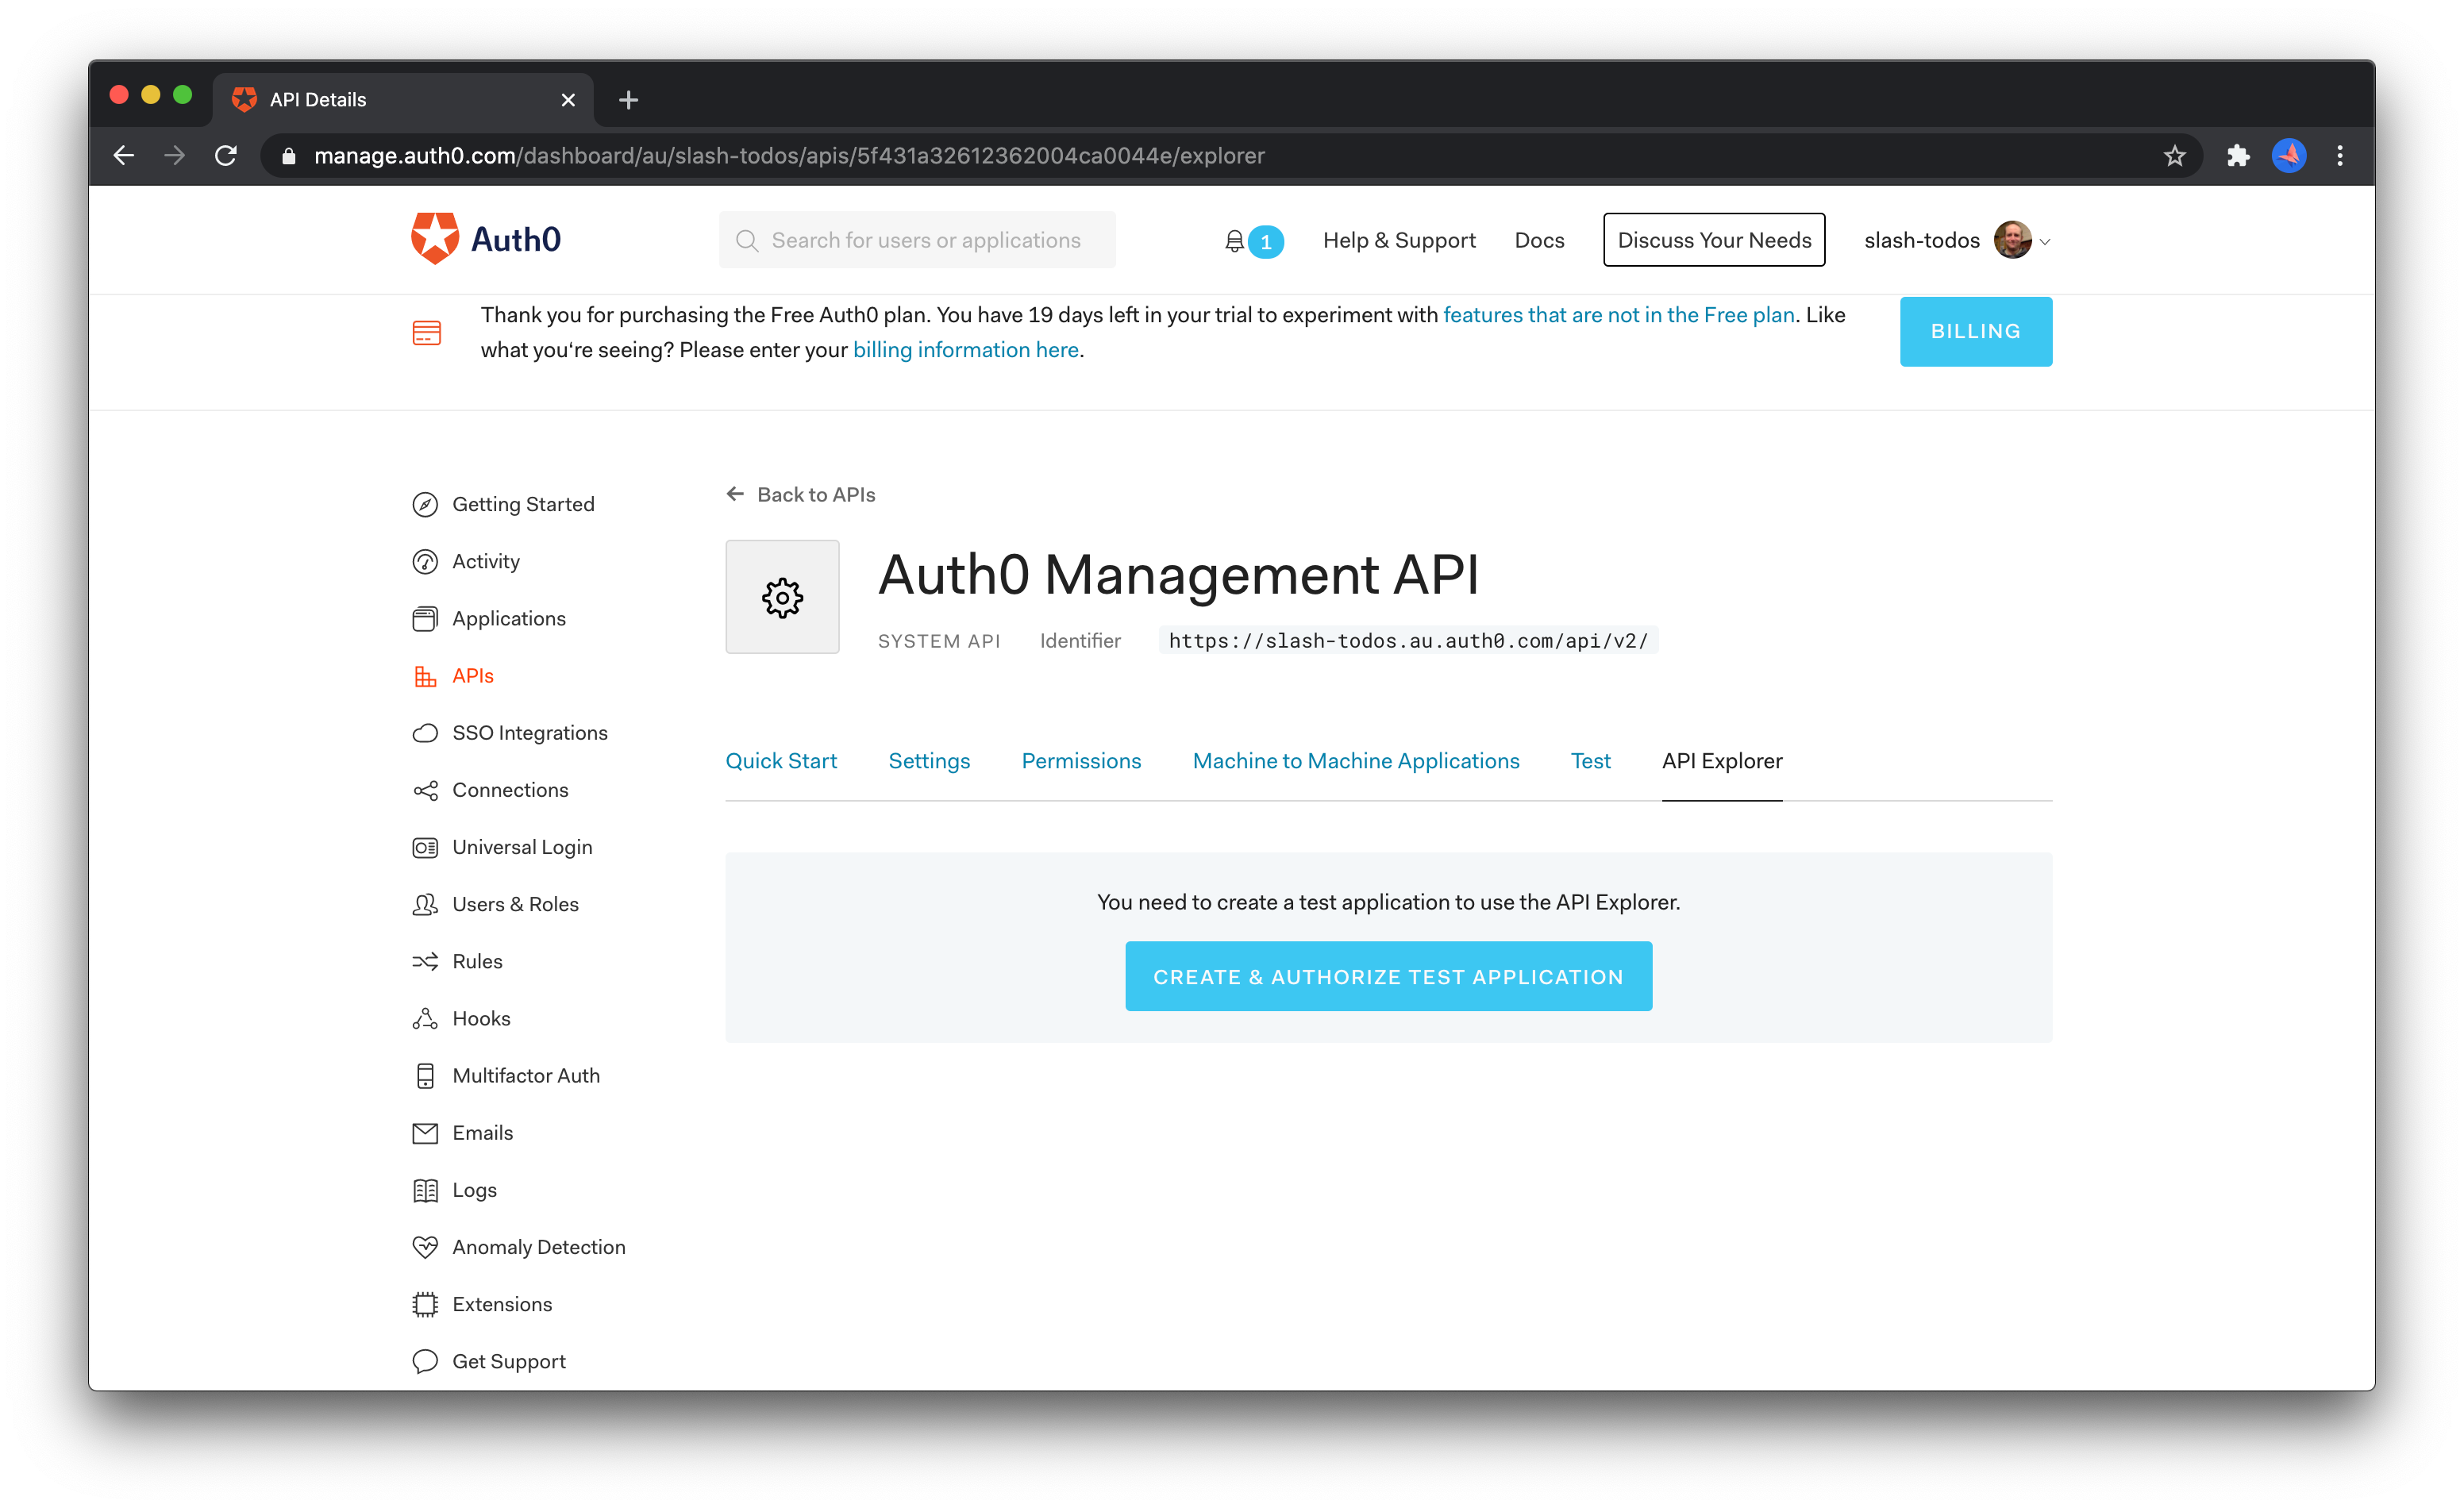 API Details
manage.auth0.com/dashboard/au/slash-todos/apis/5f431a32612362004ca0044e/explorer
Auth0
Search for users or applications
1
Help & Support
Docs
Discuss Your Needs
slash-todos
Thank you for purchasing the Free Auth0 plan. You have 19 days left in your trial to experiment with features that are not in the Free plan. Like
what you‘re seeing? Please enter your billing information here.
BILLING
Getting Started
Activity
Applications
APIs
SSO Integrations
Connections
Universal Login
Users & Roles
Rules
Hooks
Multifactor Auth
Emails
Logs
Anomaly Detection
Extensions
Get Support
Back to APIs
Auth0 Management API
SYSTEM API Identifier https://slash-todos.au.auth0.com/api/v2/
Quick Start Settings Permissions Machine to Machine Applications Test API Explorer
You need to create a test application to use the API Explorer.
CREATE & AUTHORIZE TEST APPLICATION